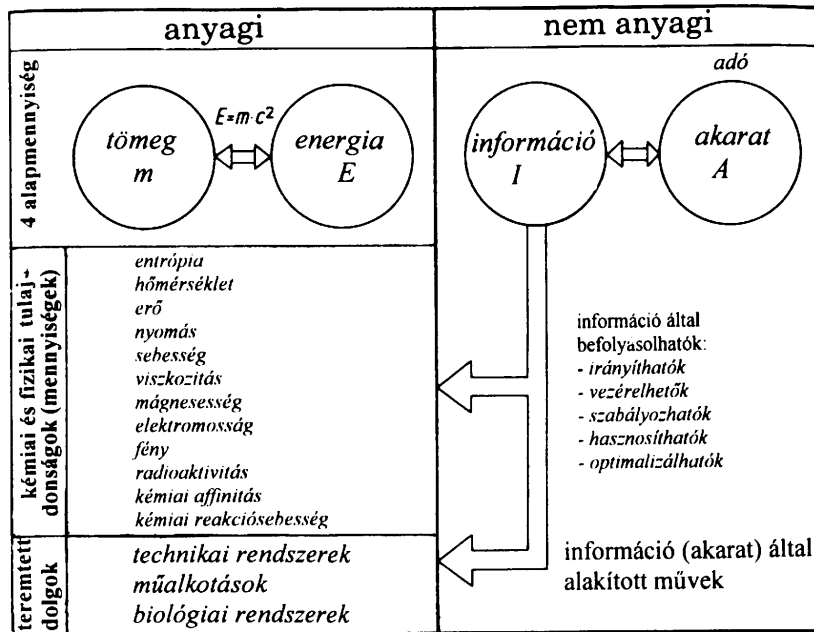 anyagi
nem anyagi
4 alapmennyiség
tömeg
m
E=m·c²
energia
E
információ
I
adó
akarat
A
kémiai és fizikai tulaj-
donságok (mennyiségek)
entrópia
hőmérséklet
erő
nyomás
sebesség
viszkozitás
mágnesesség
elektromosság
fény
radioaktivitás
kémiai affinitás
kémiai reakciósebesség
információ által
befolyásolhatók:
- irányíthatók
- vezérelhetők
- szabályozhatók
- hasznosíthatók
- optimalizálhatók
teremtett
dolgok
technikai rendszerek
műalkotások
biológiai rendszerek
információ (akarat) által
alakított művek